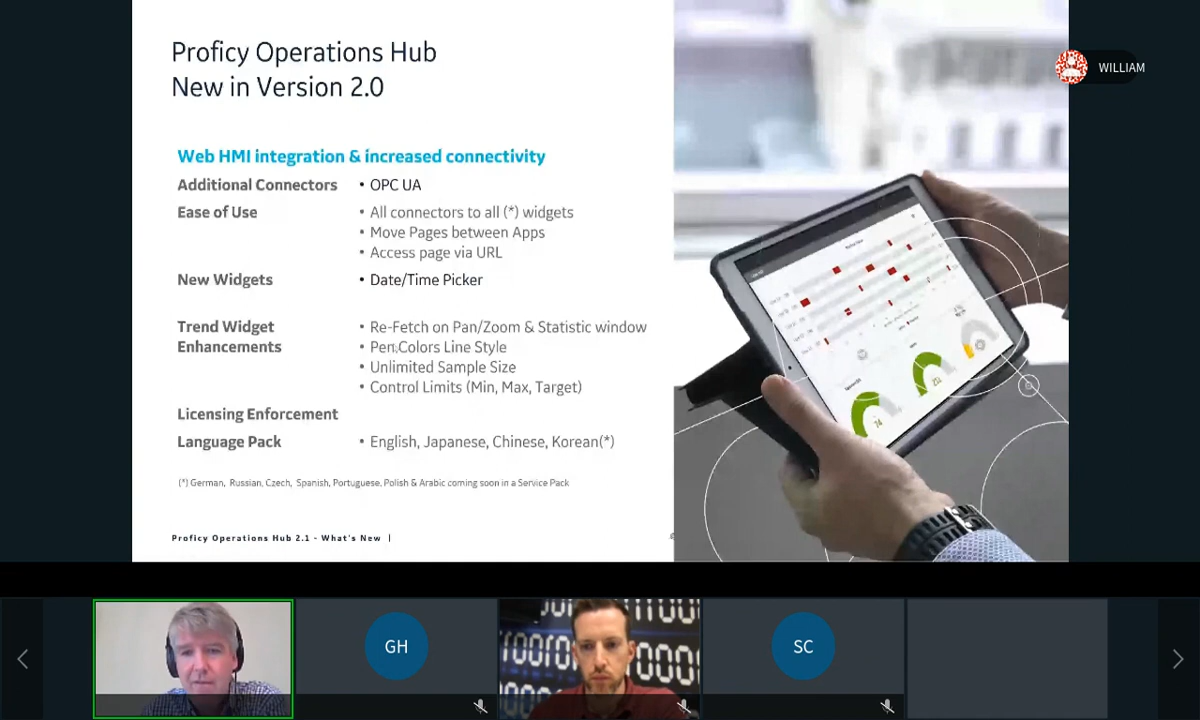 Proficy Operations Hub
New in Version 2.0
WILLIAM
Web HMI integration & increased connectivity
Additional Connectors • OPC UA
Ease of Use • All connectors to all (*) widgets
• Move Pages between Apps
• Access page via URL
New Widgets • Date/Time Picker
Trend Widget • Re-Fetch on Pan/Zoom & Statistic window
Enhancements • Pen:Colors Line Style
• Unlimited Sample Size
• Control Limits (Min, Max, Target)
Licensing Enforcement
Language Pack • English, Japanese, Chinese, Korean(*)
(*) German, Russian, Czech, Spanish, Portuguese, Polish & Arabic coming soon in a Service Pack
Proficy Operations Hub 2.1 - What's New |
GH
SC